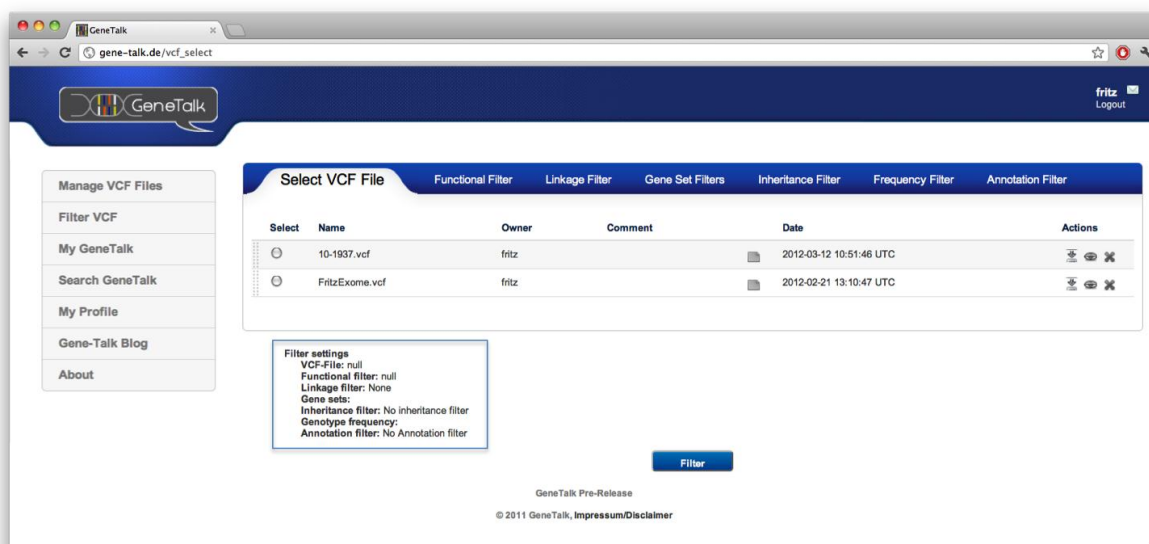 GeneTalk
gene-talk.de/vcf_select
GeneTalk
fritz
Logout
Manage VCF Files
Filter VCF
My GeneTalk
Search GeneTalk
My Profile
Gene-Talk Blog
About
Select VCF File Functional Filter Linkage Filter Gene Set Filters Inheritance Filter Frequency Filter Annotation Filter
Select Name Owner Comment Date Actions
10-1937.vcf fritz 2012-03-12 10:51:46 UTC
FritzExome.vcf fritz 2012-02-21 13:10:47 UTC
Filter settings
VCF-File: null
Functional filter: null
Linkage filter: None
Gene sets:
Inheritance filter: No inheritance filter
Genotype frequency:
Annotation filter: No Annotation filter
Filter
GeneTalk Pre-Release
© 2011 GeneTalk, Impressum/Disclaimer